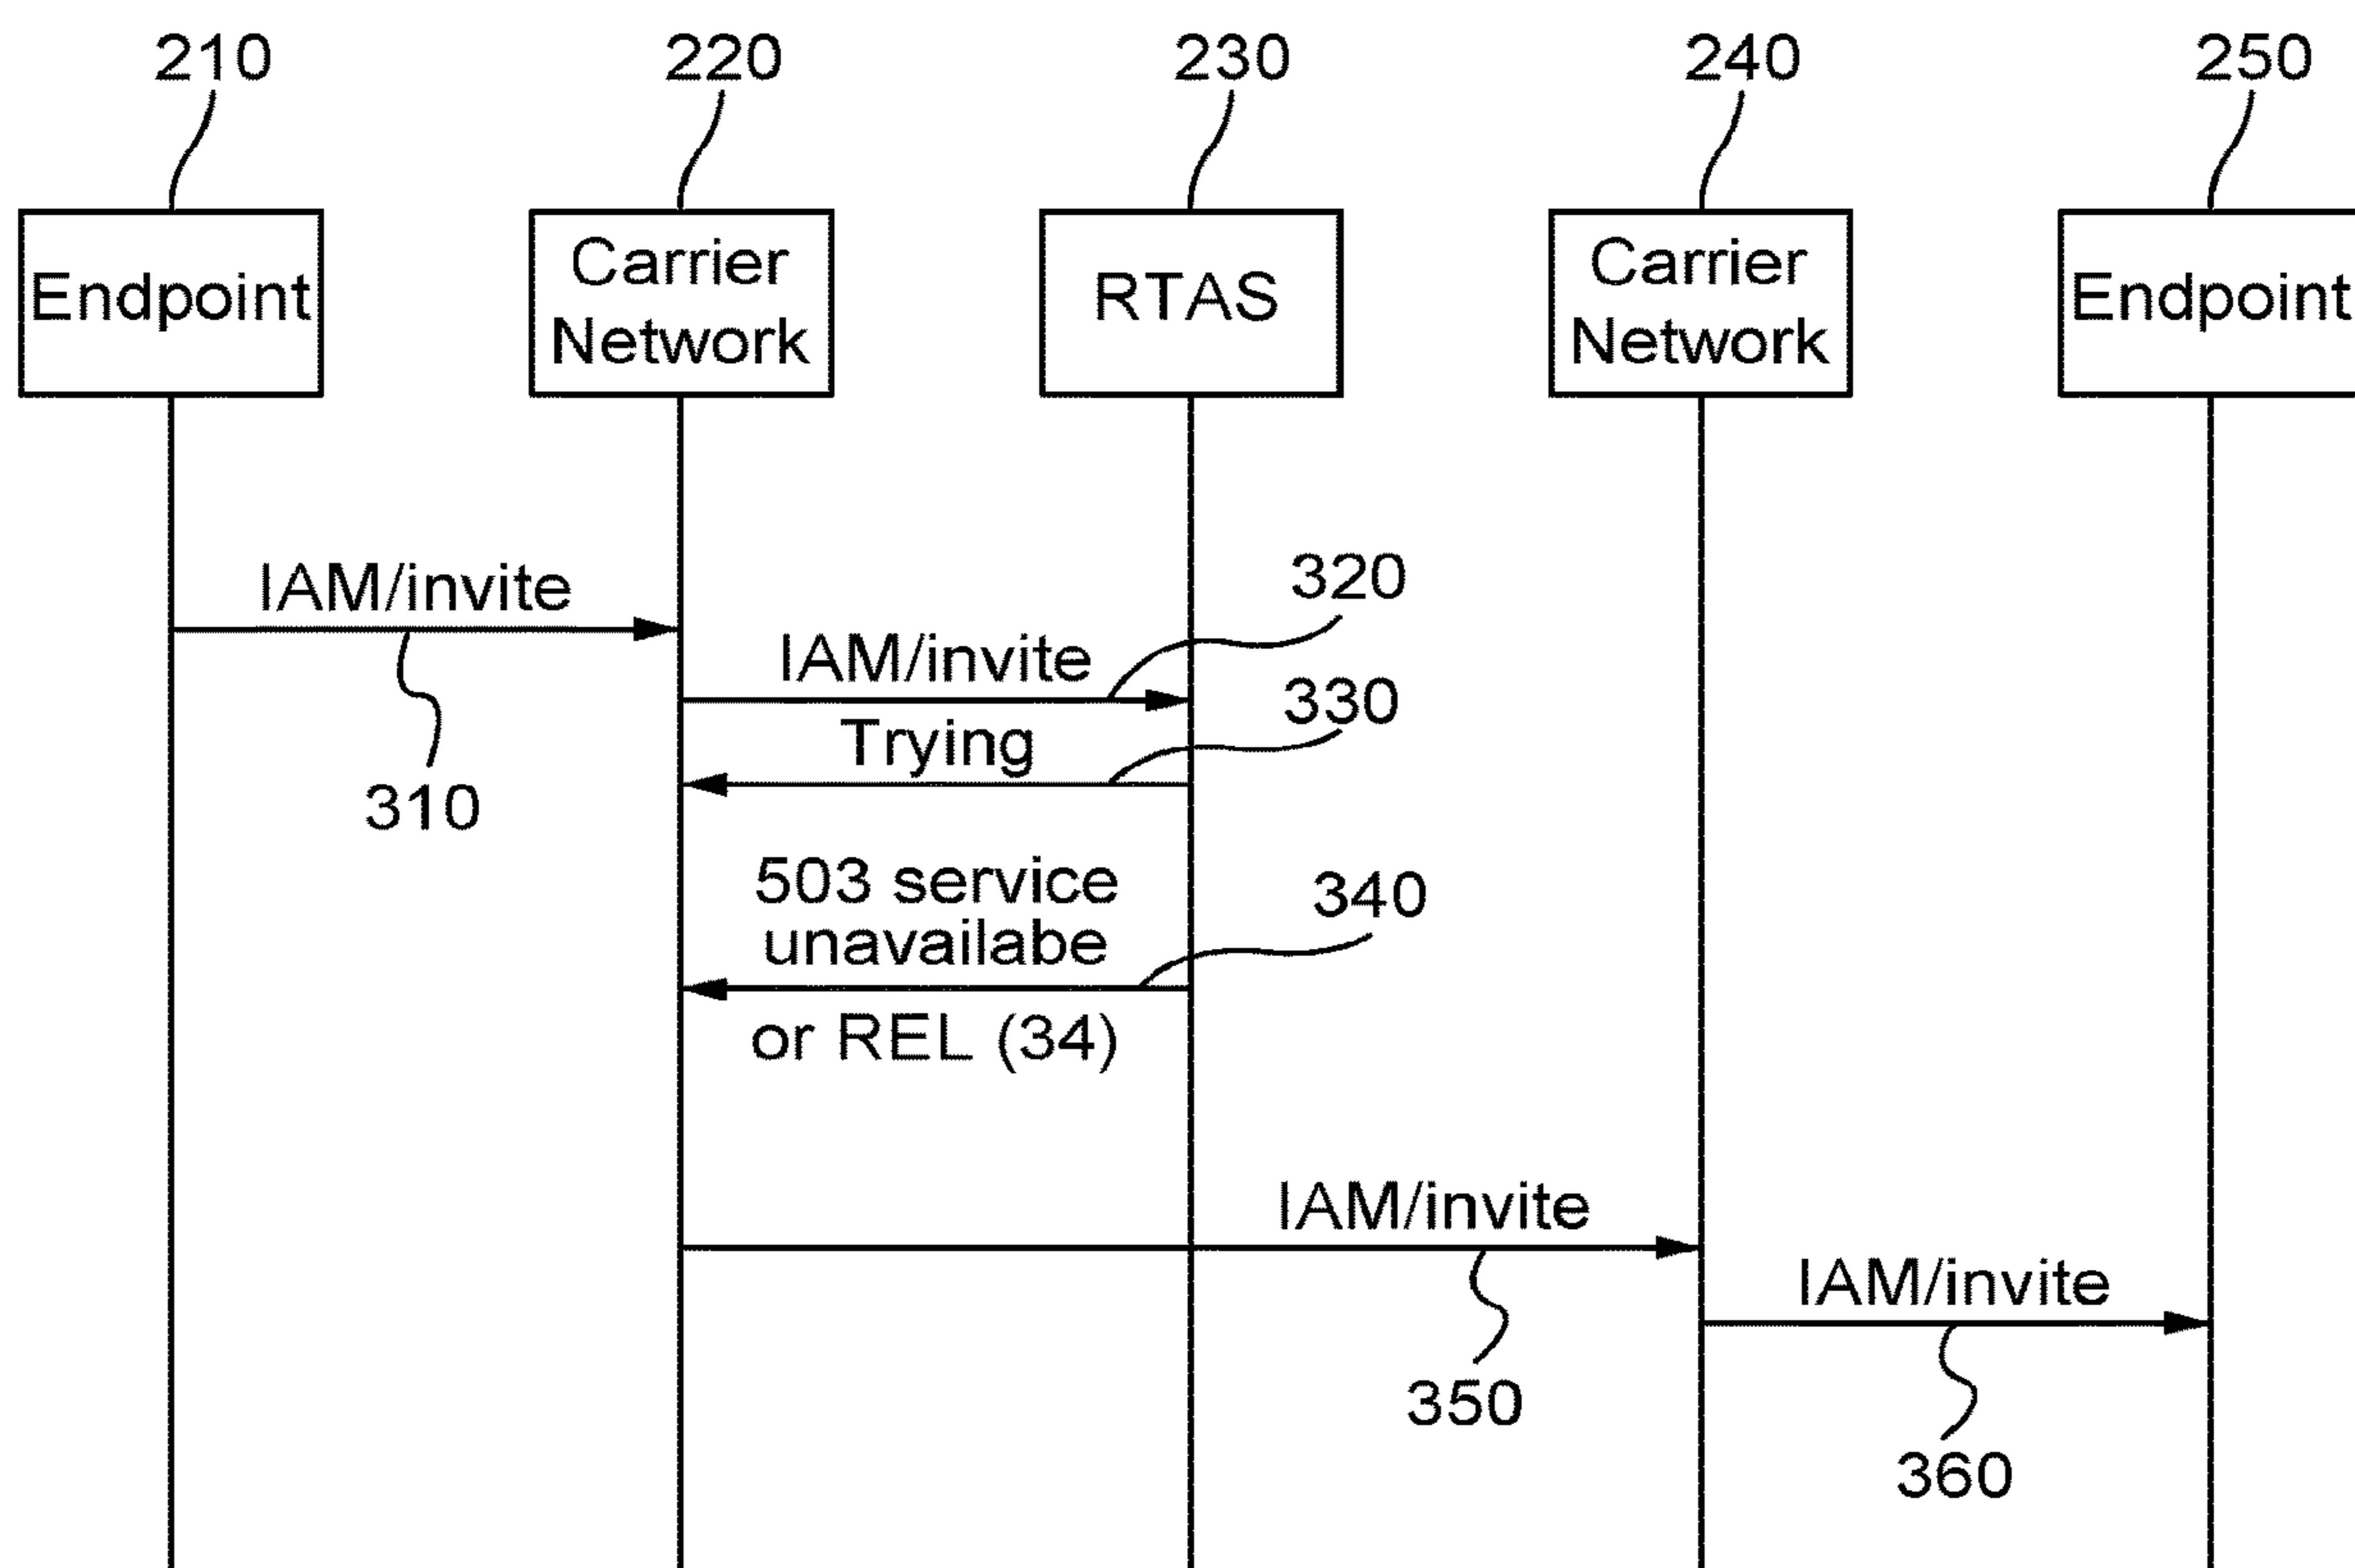 210
220
230
240
250
Endpoint
Carrier
Network
RTAS
Carrier
Network
Endpoint
IAM/invite
310
IAM/invite
320
Trying
330
503 service
unavailabe
340
or REL (34)
IAM/invite
350
IAM/invite
360